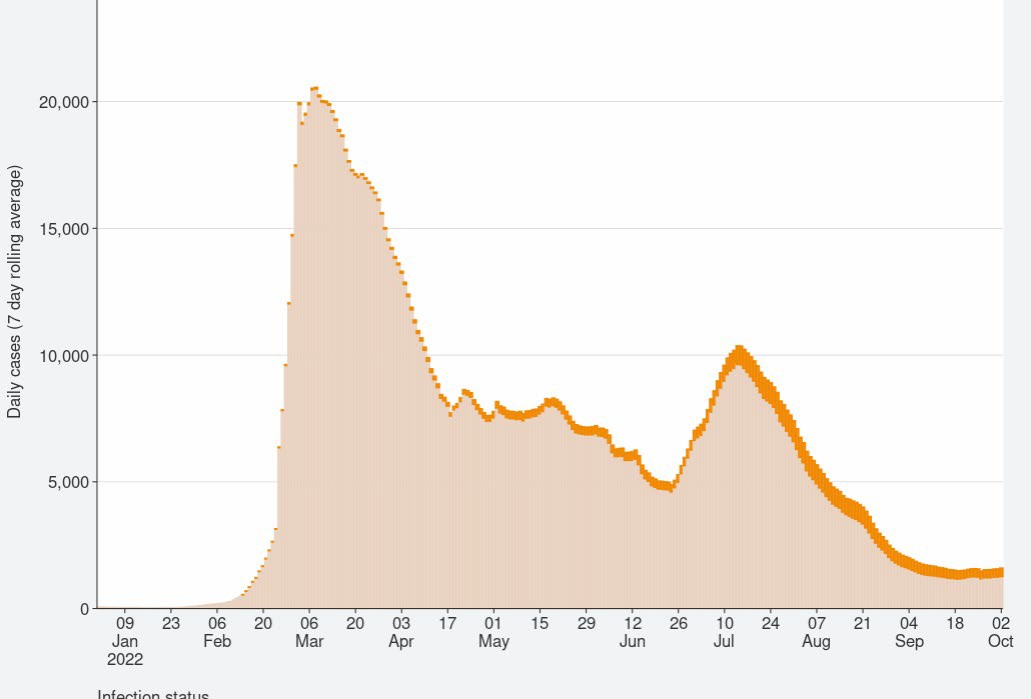 Daily cases (7 day rolling average)
20,000
15,000
10,000
5,000
0
09 23 06 20 06 20 03 17 01 15 29 12 26 10 24 07 21 04 18 02
Jan Feb Mar Apr May Jun Jul Aug Sep Oct
2022
Infection status